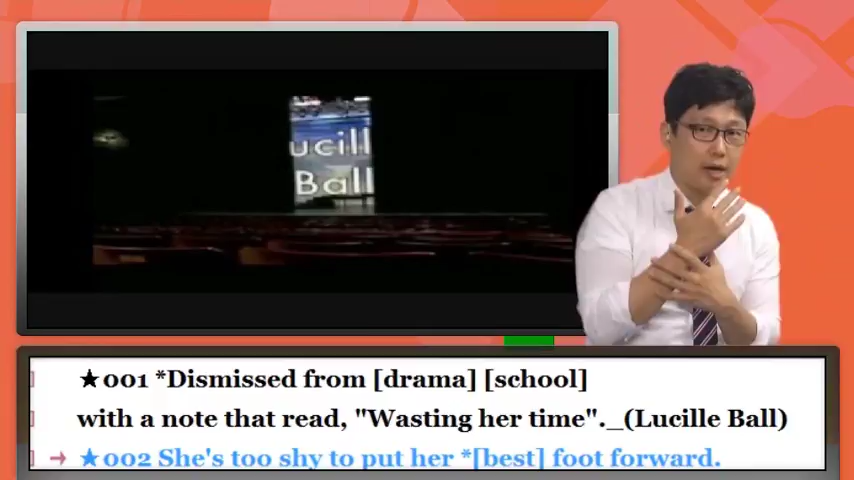 ucill
Ball
★001 *Dismissed from [drama] [school]
with a note that read, "Wasting her time"._(Lucille Ball)
→ ★002 She's too shy to put her *[best] foot forward.